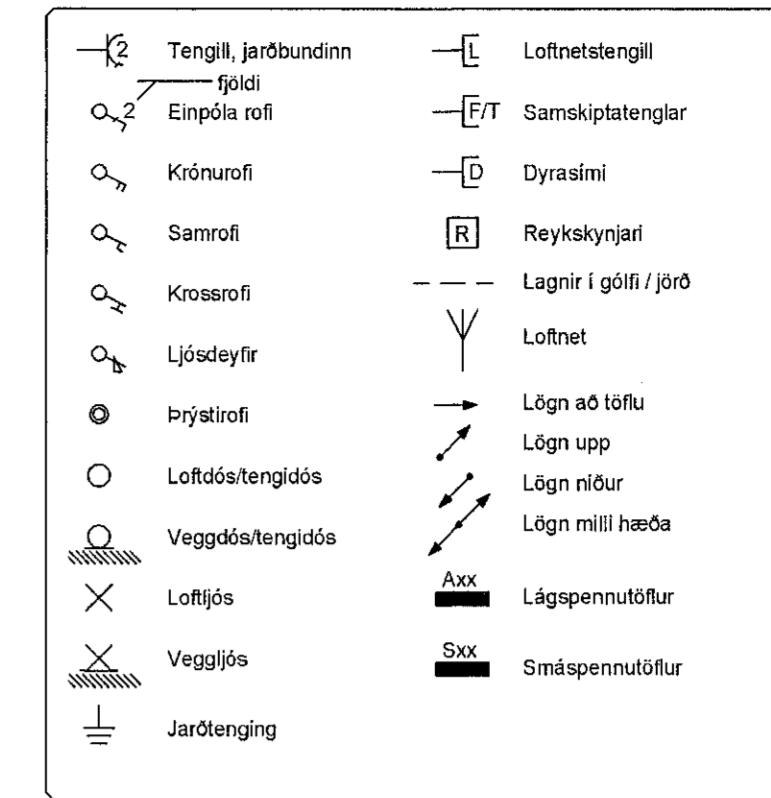 2 Tengill, jarðbundinn
fjöldi
2 Einpóla rofi
Krónurofi
Samrofi
Krossrofi
Ljósdeyfir
Þrýstirofi
Loftdós/tengidós
Veggdós/tengidós
Loftljós
Veggljós
Jarðtenging
L Loftnetstengill
F/T Samskiptatenglar
D Dyrasími
R Reykskynjari
Lagnir í gólfi / jörð
Loftnet
Lögn að töflu
Lögn upp
Lögn niður
Lögn milli hæða
Axx
Lágspennutöflur
Sxx
Smáspennutöflur